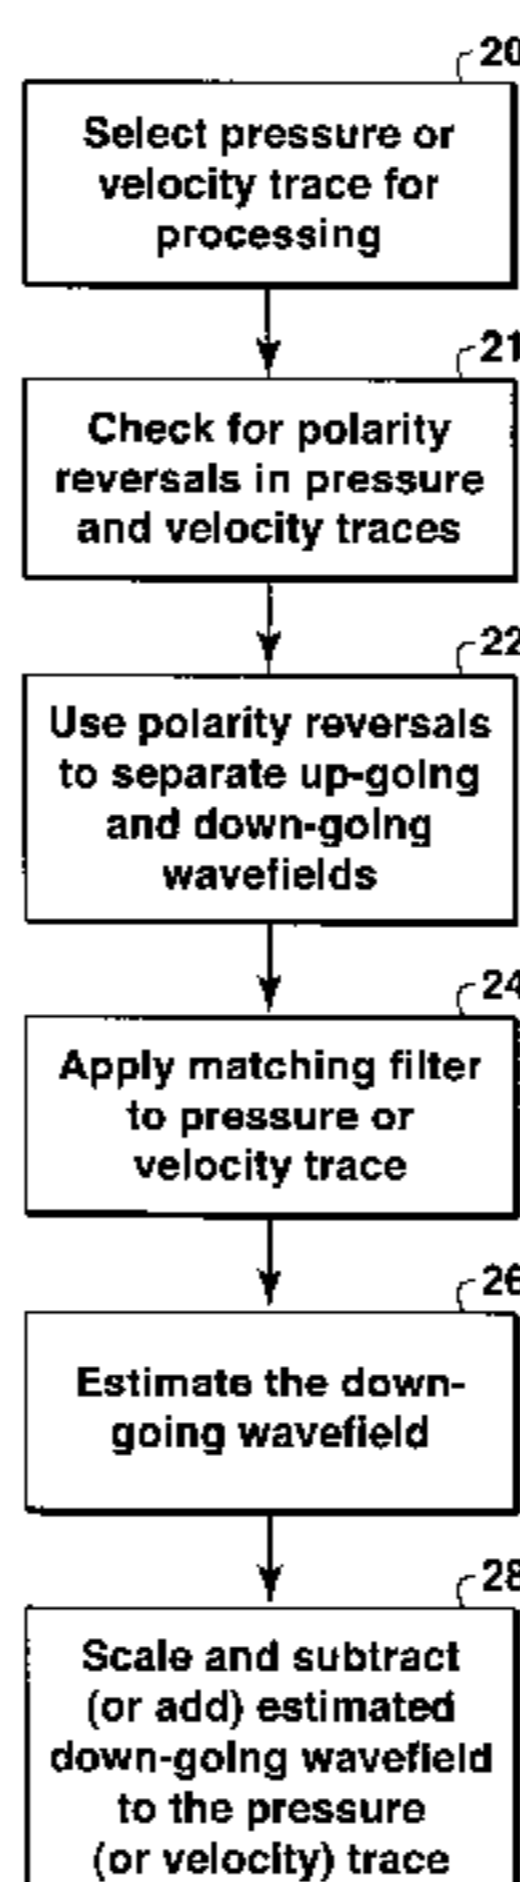 20
Select pressure or
velocity trace for
processing
21
Check for polarity
reversals in pressure
and velocity traces
22
Use polarity reversals
to separate up-going
and down-going
wavefields
24
Apply matching filter
to pressure or
velocity trace
26
Estimate the down-
going wavefield
28
Scale and subtract
(or add) estimated
down-going wavefield
to the pressure
(or velocity) trace